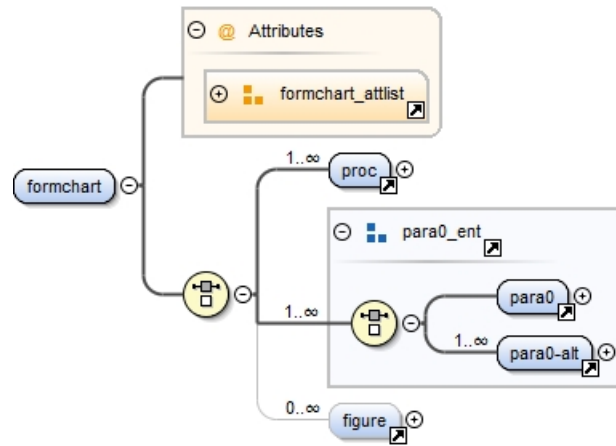 @ Attributes
formchart_attlist
1..∞
proc
formchart
para0_ent
para0
1..∞
1..∞
para0-alt
0..∞
figure